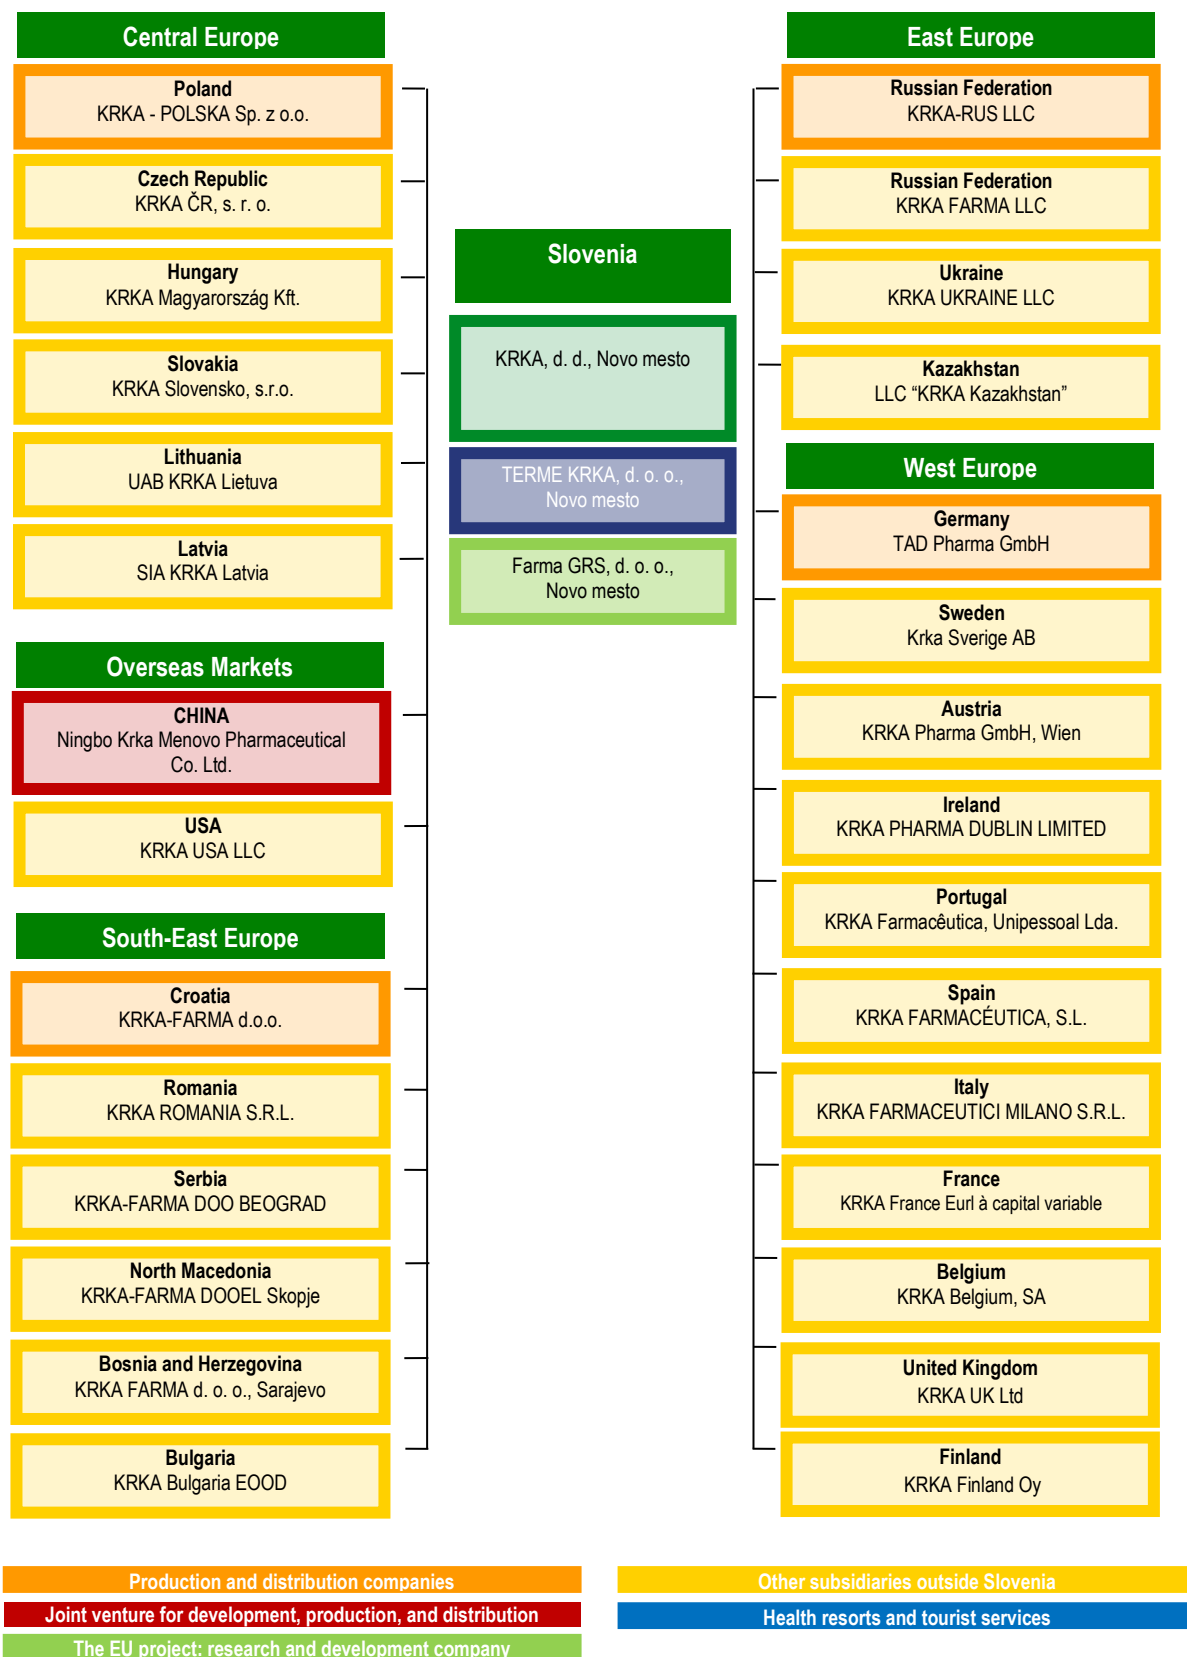 Central Europe
Poland
KRKA - POLSKA Sp. z o.o.
Czech Republic
KRKA ČR, s. r. o.
Hungary
KRKA Magyarország Kft.
Slovakia
KRKA Slovensko, s.r.o.
Lithuania
UAB KRKA Lietuva
Latvia
SIA KRKA Latvia
Overseas Markets
CHINA
Ningbo Krka Menovo Pharmaceutical
Co. Ltd.
USA
KRKA USA LLC
South-East Europe
Croatia
KRKA-FARMA d.o.o.
Romania
KRKA ROMANIA S.R.L.
Serbia
KRKA-FARMA DOO BEOGRAD
North Macedonia
KRKA-FARMA DOOEL Skopje
Bosnia and Herzegovina
KRKA FARMA d. o. o., Sarajevo
Bulgaria
KRKA Bulgaria EOOD
Slovenia
KRKA, d. d., Novo mesto
TERME KRKA, d. o. o.,
Novo mesto
Farma GRS, d. o. o.,
Novo mesto
East Europe
Russian Federation
KRKA-RUS LLC
Russian Federation
KRKA FARMA LLC
Ukraine
KRKA UKRAINE LLC
Kazakhstan
LLC “KRKA Kazakhstan”
West Europe
Germany
TAD Pharma GmbH
Sweden
Krka Sverige AB
Austria
KRKA Pharma GmbH, Wien
Ireland
KRKA PHARMA DUBLIN LIMITED
Portugal
KRKA Farmacêutica, Unipessoal Lda.
Spain
KRKA FARMACÉUTICA, S.L.
Italy
KRKA FARMACEUTICI MILANO S.R.L.
France
KRKA France Eurl à capital variable
Belgium
KRKA Belgium, SA
United Kingdom
KRKA UK Ltd
Finland
KRKA Finland Oy
Production and distribution companies
Joint venture for development, production, and distribution
The EU project: research and development company
Other subsidiaries outside Slovenia
Health resorts and tourist services